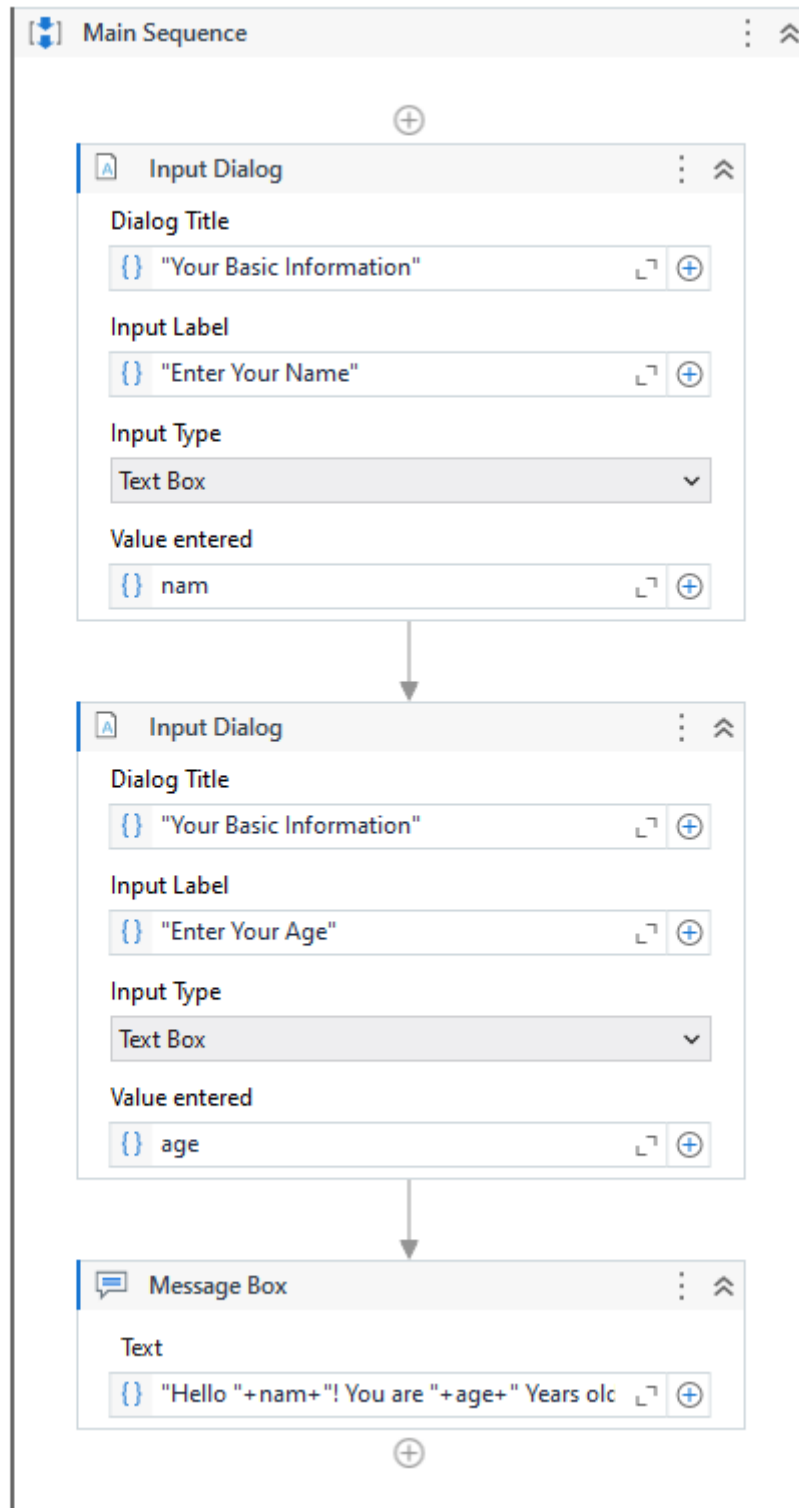 Main Sequence
Input Dialog
Dialog Title
"Your Basic Information"
Input Label
"Enter Your Name"
Input Type
Text Box
Value entered
nam
Input Dialog
Dialog Title
"Your Basic Information"
Input Label
"Enter Your Age"
Input Type
Text Box
Value entered
age
Message Box
Text
"Hello "+nam+"! You are "+age+" Years